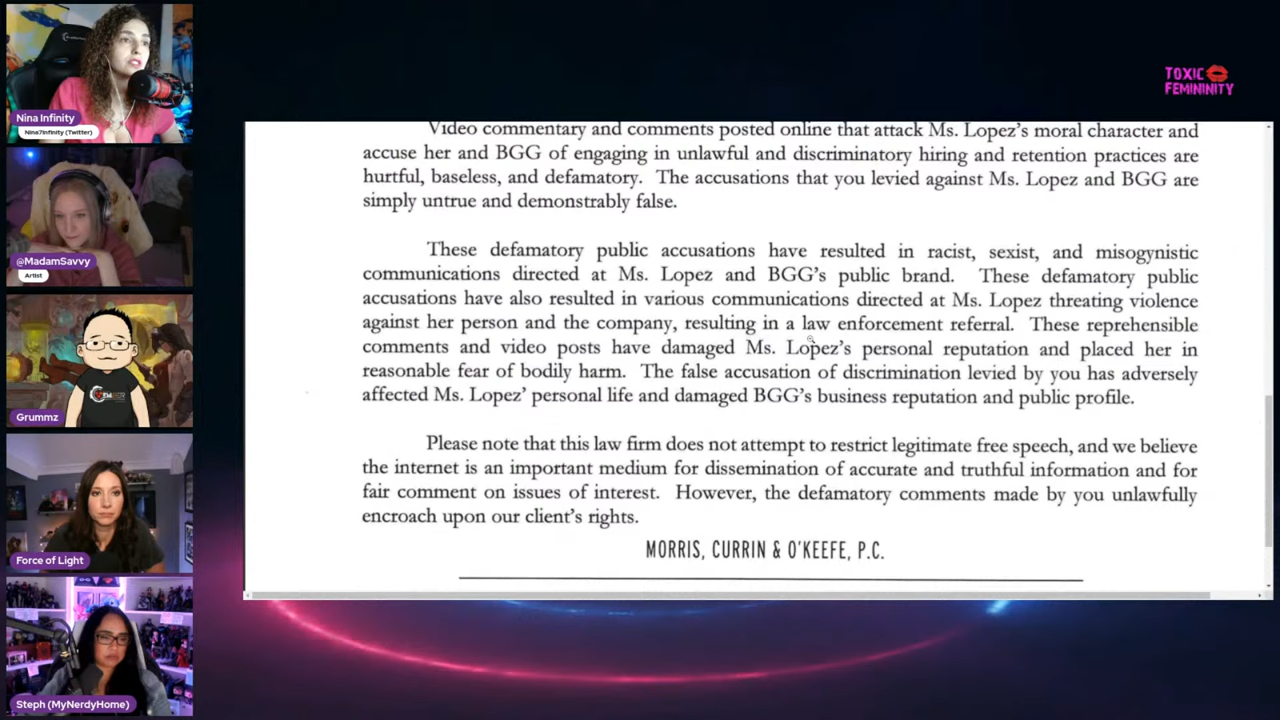 Nina Infinity
Nina7Infinity (Twitter)
@MadamSavvy
Artist
Grummz
Force of Light
Steph (MyNerdyHome)
TOXIC
FEMININITY
Video commentary and comments posted online that attack Ms. Lopez's moral character and
accuse her and BGG of engaging in unlawful and discriminatory hiring and retention practices are
hurtful, baseless, and defamatory. The accusations that you levied against Ms. Lopez and BGG are
simply untrue and demonstrably false.
These defamatory public accusations have resulted in racist, sexist, and misogynistic
communications directed at Ms. Lopez and BGG's public brand. These defamatory public
accusations have also resulted in various communications directed at Ms. Lopez threating violence
against her person and the company, resulting in a law enforcement referral. These reprehensible
comments and video posts have damaged Ms. Lopez's personal reputation and placed her in
reasonable fear of bodily harm. The false accusation of discrimination levied by you has adversely
affected Ms. Lopez' personal life and damaged BGG's business reputation and public profile.
Please note that this law firm does not attempt to restrict legitimate free speech, and we believe
the internet is an important medium for dissemination of accurate and truthful information and for
fair comment on issues of interest. However, the defamatory comments made by you unlawfully
encroach upon our client's rights.
MORRIS, CURRIN & O'KEEFE, P.C.